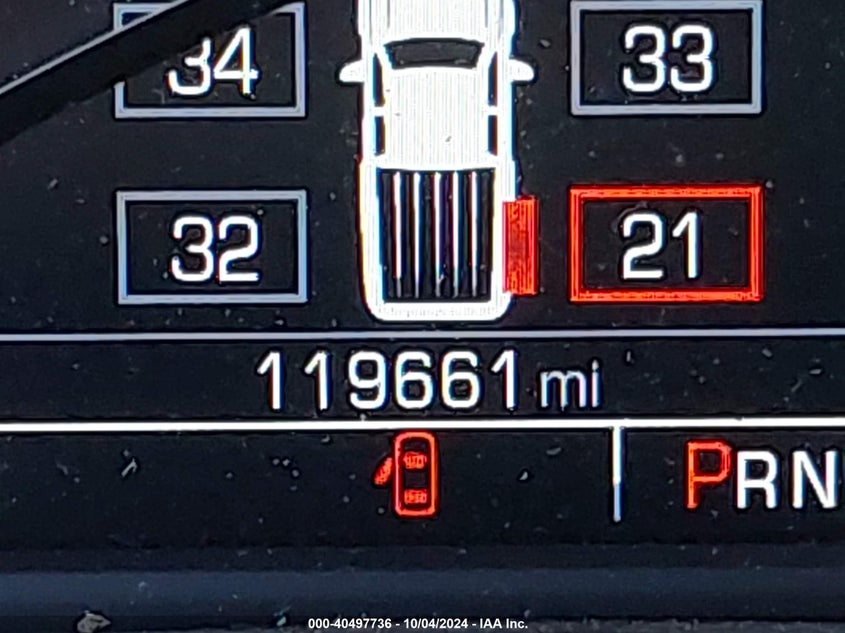 34 33
32 21
119661 mi
PRN
000-40497736 - 10/04/2024 - IAA Inc.